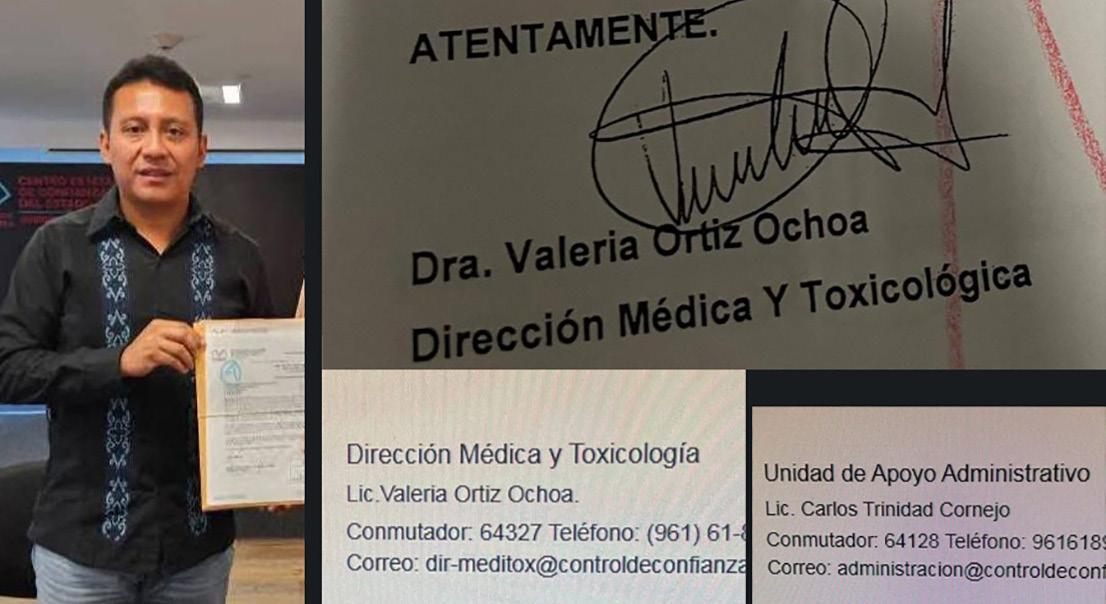 CENTRO ESTATAL
DE CONFIANZA
DEL ESTADO
ATENTAMENTE.
Dra. Valeria Ortiz Ochoa
Dirección Médica Y Toxicológica
Dirección Médica y Toxicología
Lic.Valeria Ortiz Ochoa.
Conmutador: 64327 Teléfono: (961) 61-8
Correo: dir-meditox@controldeconfianza
Unidad de Apoyo Administrativo
Lic. Carlos Trinidad Cornejo
Conmutador: 64128 Teléfono: 9616189
Correo: administracion@controldeconf